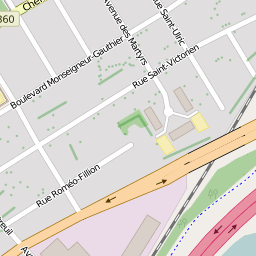 360
Boulevard Monseigneur-Gauthier
Avenue des Martyrs
Rue Saint-Ulric
Rue Saint-Victorien
Rue Roméo-Fillion